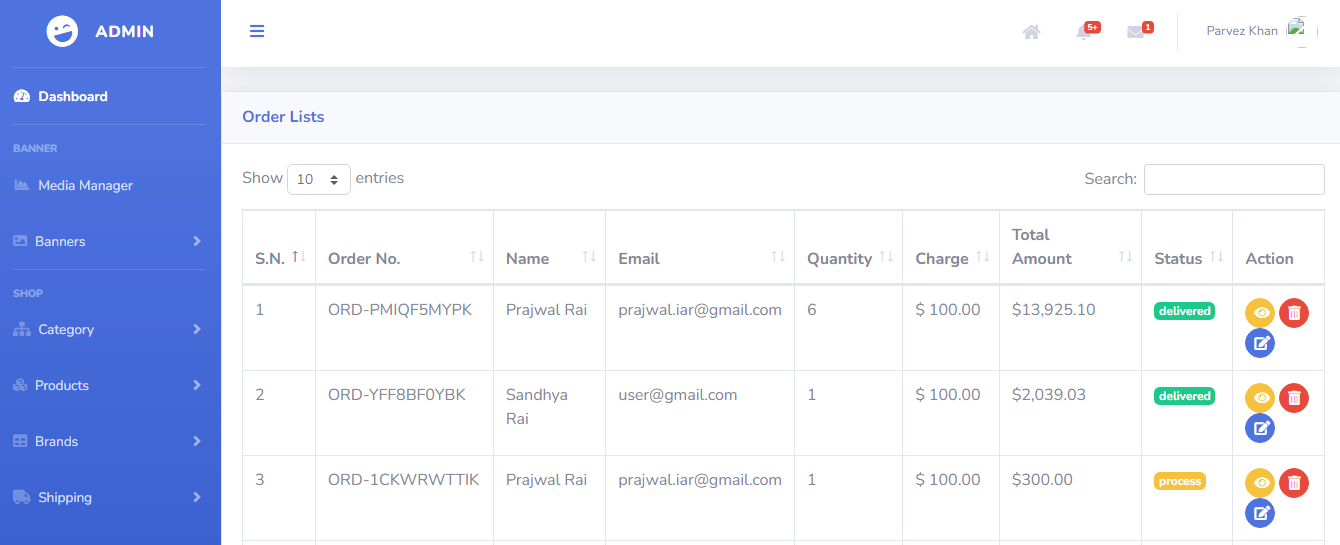 ADMIN
5+
1
Parvez Khan
Dashboard
BANNER
Media Manager
Banners
SHOP
Category
Products
Brands
Shipping
Order Lists
Show 10 entries
Search:
S.N. Order No. Name Email Quantity Charge Total Amount Status Action
1 ORD-PMIQF5MYPK Prajwal Rai prajwal.iar@gmail.com 6 $ 100.00 $13,925.10 delivered
2 ORD-YFF8BF0YBK Sandhya Rai user@gmail.com 1 $ 100.00 $2,039.03 delivered
3 ORD-1CKWRWTTIK Prajwal Rai prajwal.iar@gmail.com 1 $ 100.00 $300.00 process